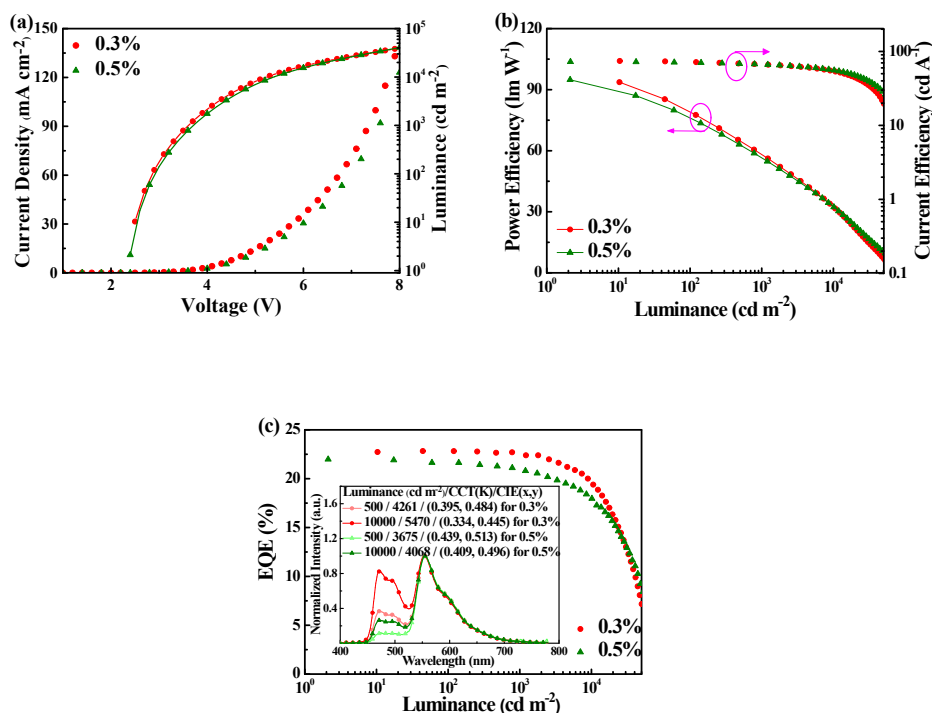 (a)
150
120
90
60
30
0
Current Density (mA cm-2)
0.3%
0.5%
10^5
10^4
10^3
10^2
10^1
10^0
Luminance (cd m-2)
2 4 6 8
Voltage (V)
(b)
120
90
60
30
0
Power Efficiency (lm W-1)
0.3%
0.5%
100
10
1
0.1
Current Efficiency (cd A-1)
10^0 10^1 10^2 10^3 10^4
Luminance (cd m-2)
(c)
25
20
15
10
5
0
EQE (%)
Luminance (cd m-2)/CCT(K)/CIE(x,y)
500 / 4261 / (0.395, 0.484) for 0.3%
10000 / 5470 / (0.334, 0.445) for 0.3%
500 / 3675 / (0.439, 0.513) for 0.5%
10000 / 4068 / (0.409, 0.496) for 0.5%
1.6
1.2
0.8
0.4
Normalized Intensity (a.u.)
400 500 600 700 800
Wavelength (nm)
0.3%
0.5%
10^0 10^1 10^2 10^3 10^4
Luminance (cd m-2)